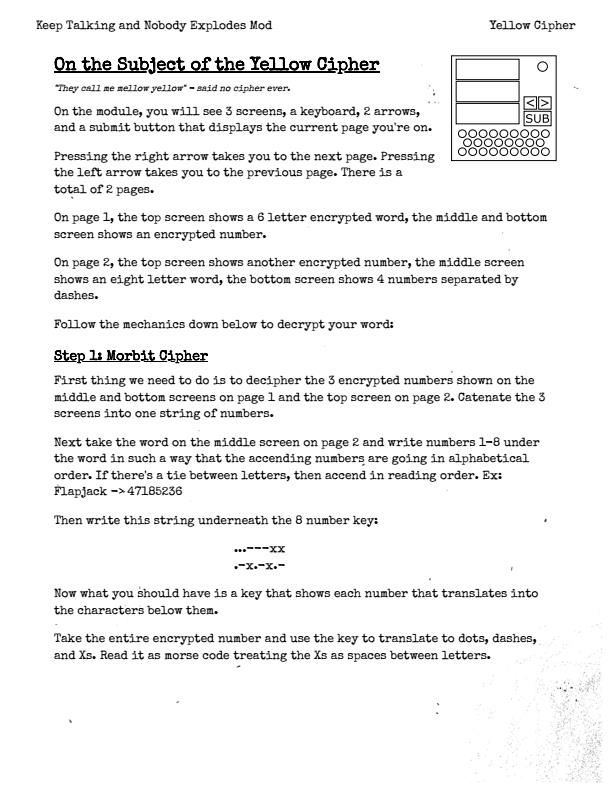 Keep Talking and Nobody Explodes Mod
Yellow Cipher
On the Subject of the Yellow Cipher
"They call me mellow yellow" - said no cipher ever.
On the module, you will see 3 screens, a keyboard, 2 arrows,
and a submit button that displays the current page you're on.
< >
SUB
Pressing the right arrow takes you to the next page. Pressing
the left arrow takes you to the previous page. There is a
total of 2 pages.
On page 1, the top screen shows a 6 letter encrypted word, the middle and bottom
screen shows an encrypted number.
On page 2, the top screen shows another encrypted number, the middle screen
shows an eight letter word, the bottom screen shows 4 numbers separated by
dashes.
Follow the mechanics down below to decrypt your word:
Step 1: Morbit Cipher
First thing we need to do is to decipher the 3 encrypted numbers shown on the
middle and bottom screens on page 1 and the top screen on page 2. Catenate the 3
screens into one string of numbers.
Next take the word on the middle screen on page 2 and write numbers 1-8 under
the word in such a way that the accending numbers are going in alphabetical
order. If there's a tie between letters, then accend in reading order. Ex:
Flapjack -> 47185236
Then write this string underneath the 8 number key:
...---xx
.-x.-x.-
Now what you should have is a key that shows each number that translates into
the characters below them.
Take the entire encrypted number and use the key to translate to dots, dashes,
and Xs. Read it as morse code treating the Xs as spaces between letters.